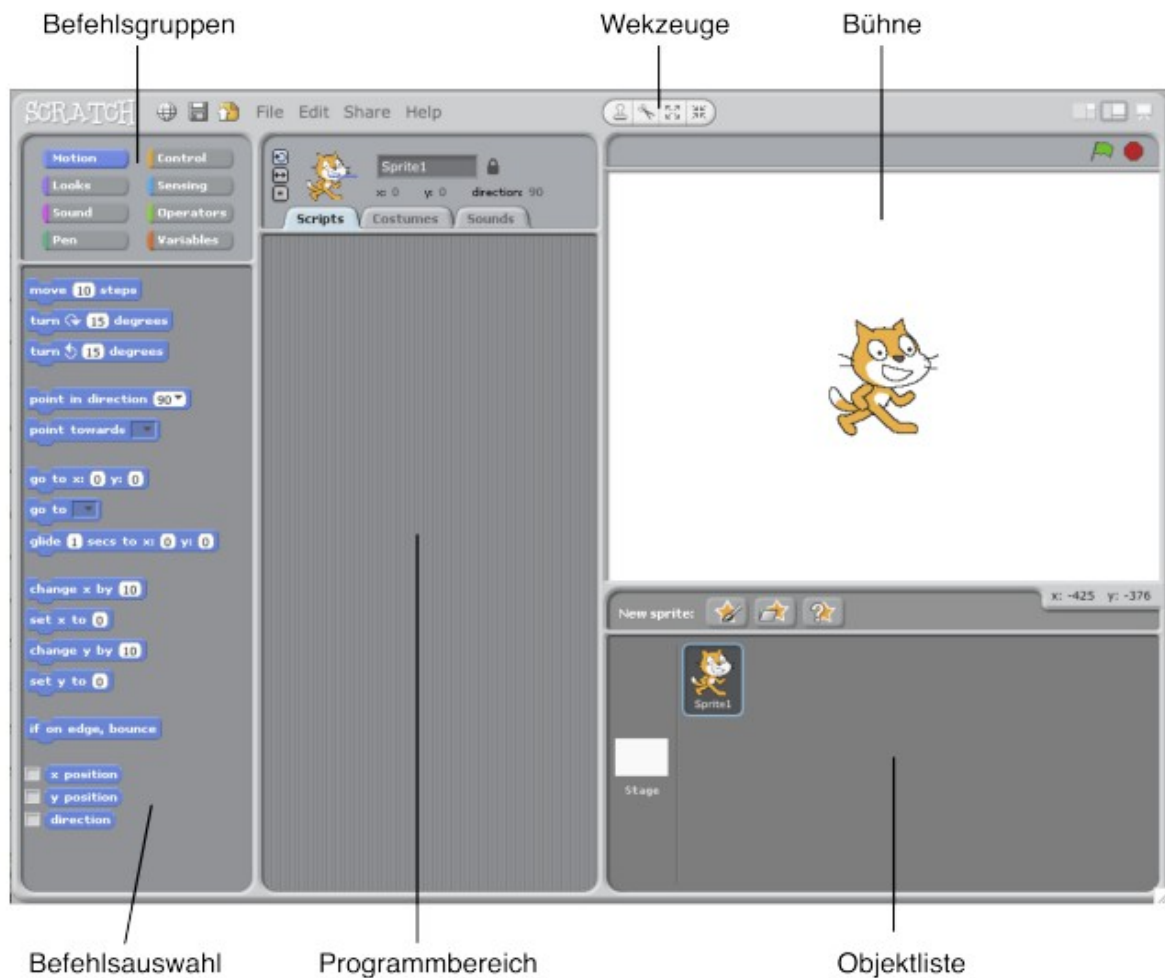 Befehlsgruppen
Wekzeuge
Bühne
SCRATCH File Edit Share Help
Motion Control
Looks Sensing
Sound Operators
Pen Variables
Sprite1
x: 0 y: 0 direction: 90
Scripts Costumes Sounds
move 10 steps
turn 15 degrees
turn 15 degrees
point in direction 90
point towards
go to x: 0 y: 0
go to
glide 1 secs to x: 0 y: 0
change x by 10
set x to 0
change y by 10
set y to 0
if on edge, bounce
x position
y position
direction
x: -425 y: -376
New sprite:
Sprite1
Stage
Befehlsauswahl
Programmbereich
Objektliste